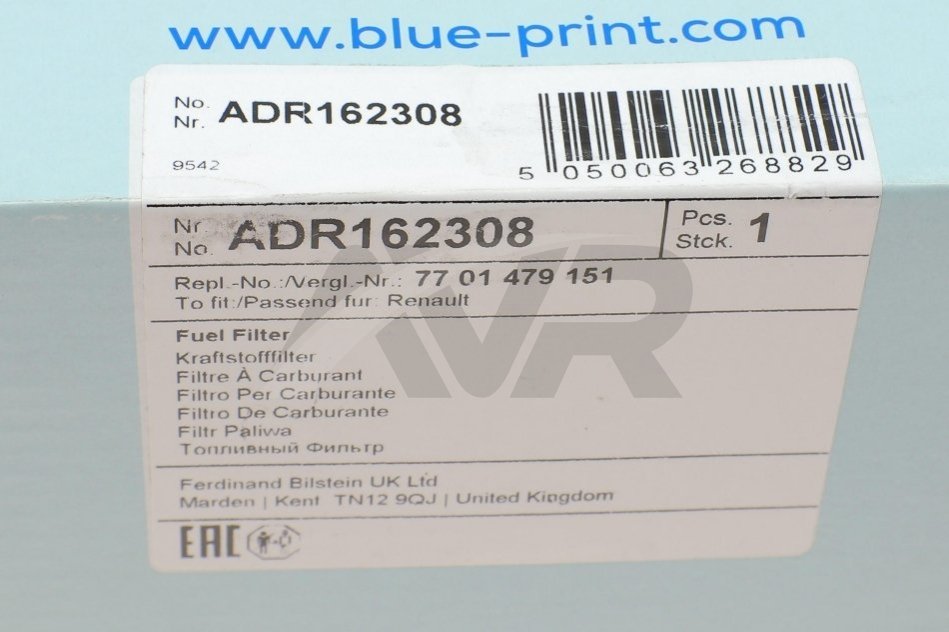 www.blue-print.com
No.
Nr. ADR162308
9542
5 050063 268829
Nr.
No. ADR162308
Pcs.
Stck. 1
Repl.-No.:/Vergl.-Nr.: 77 01 479 151
To fit:/Passend fur: Renault
Fuel Filter
Kraftstofffilter
Filtre À Carburant
Filtro Per Carburante
Filtro De Carburante
Filtr Paliwa
Топливный Фильтр
Ferdinand Bilstein UK Ltd
Marden | Kent TN12 9QJ | United Kingdom
EAC
AVR